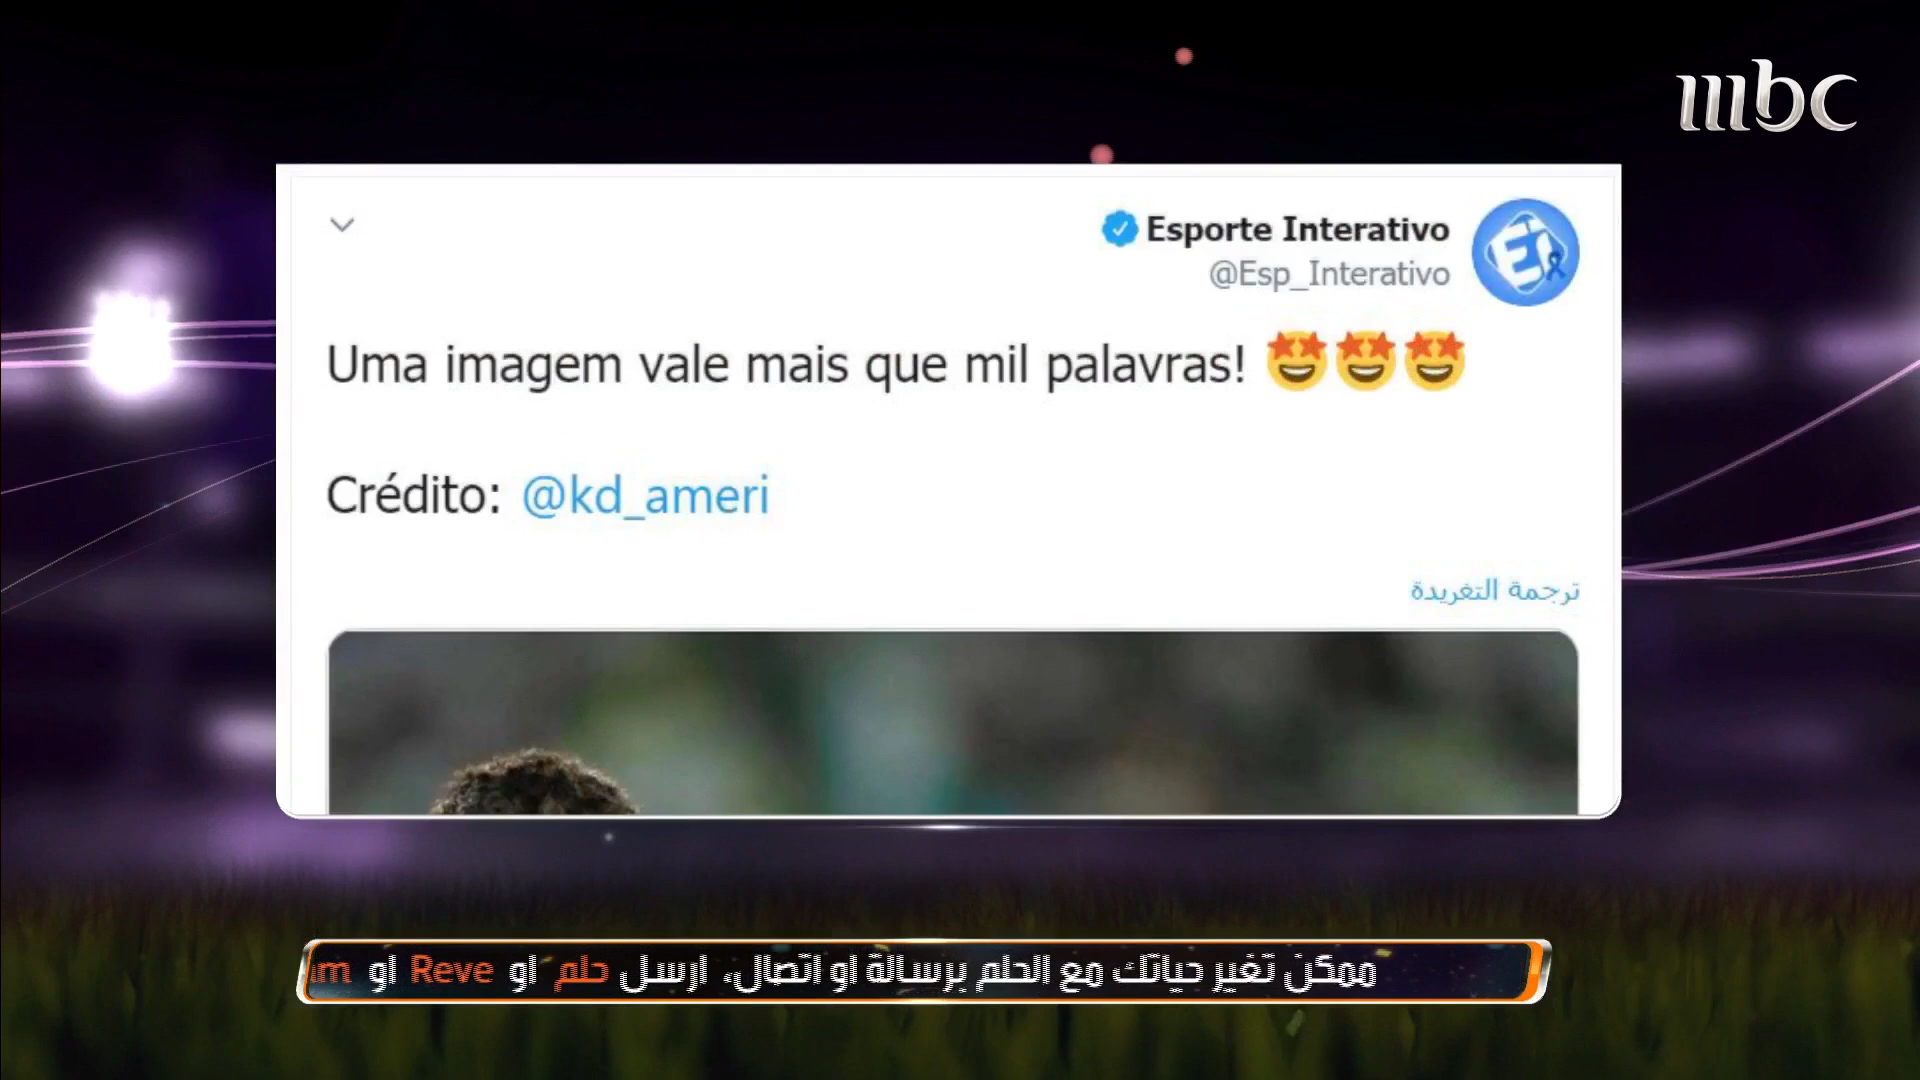 mbc
Esporte Interativo
@Esp_Interativo
Uma imagem vale mais que mil palavras! 🤩🤩🤩
Crédito: @kd_ameri
ترجمة التغريدة
ممكن تغير حياتك مع الحلم برسالة او اتصال، ارسل حلم او Reve او